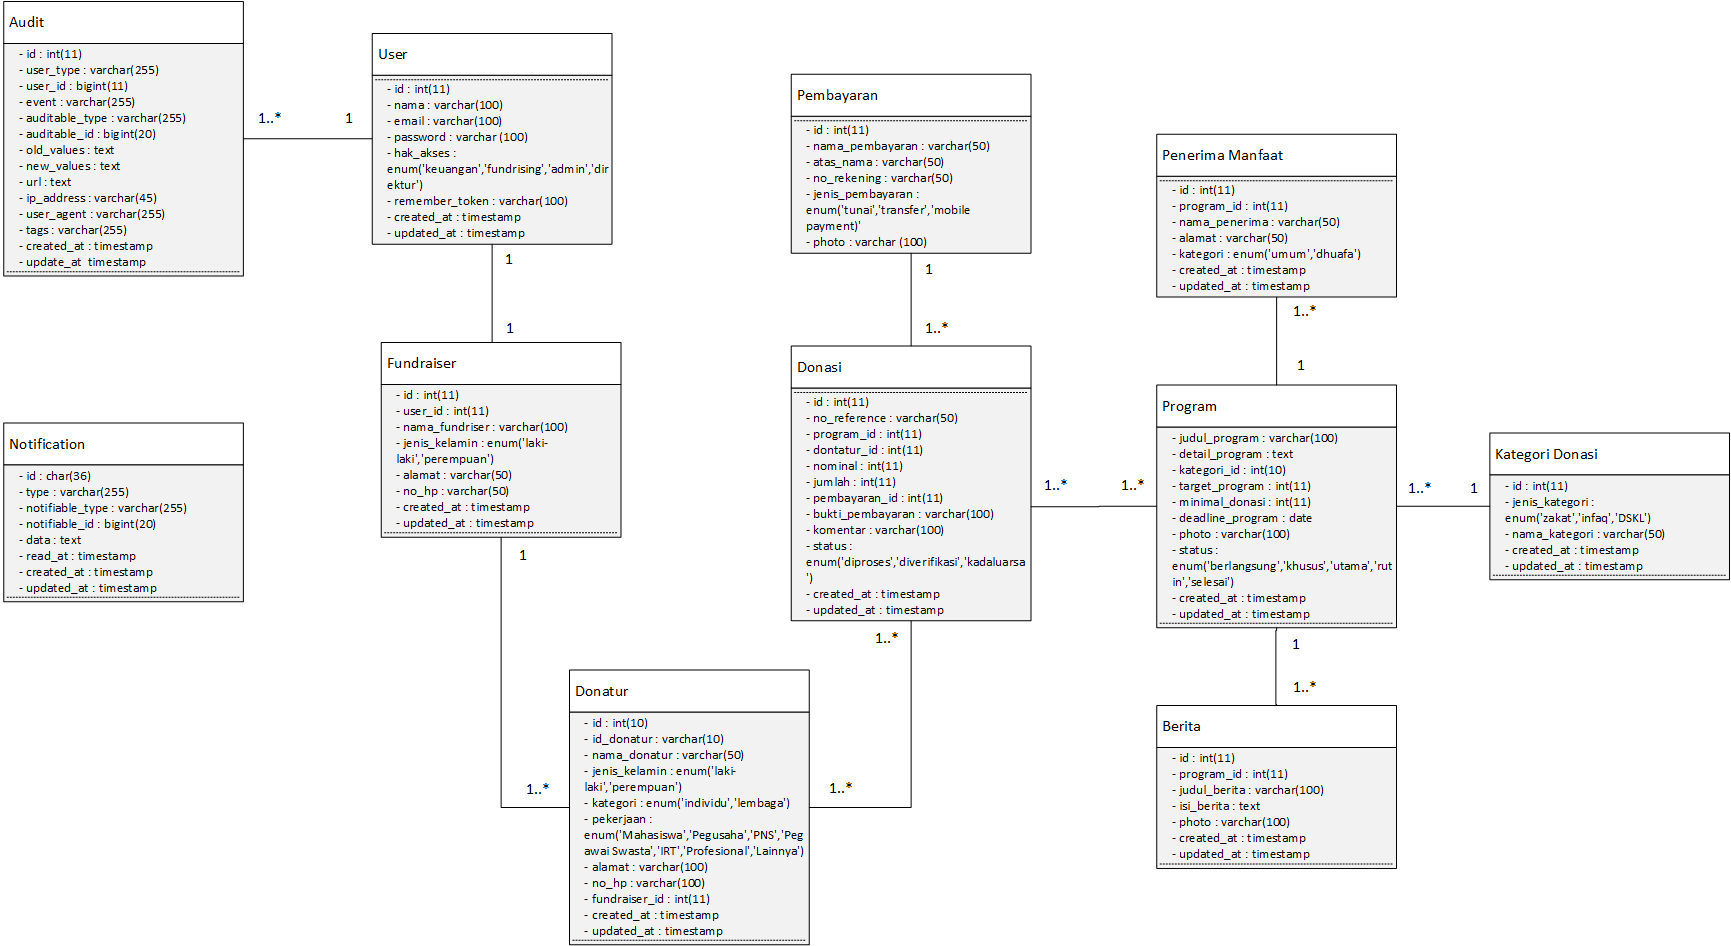 Audit
- id : int(11)
- user_type : varchar(255)
- user_id : bigint(11)
- event : varchar(255)
- auditable_type : varchar(255)
- auditable_id : bigint(20)
- old_values : text
- new_values : text
- url : text
- ip_address : varchar(45)
- user_agent : varchar(255)
- tags : varchar(255)
- created_at : timestamp
- update_at timestamp
1..*
1
User
- id : int(11)
- nama : varchar(100)
- email : varchar(100)
- password : varchar (100)
- hak_akses :
enum('keuangan','fundrising','admin','dir
ektur')
- remember_token : varchar(100)
- created_at : timestamp
- updated_at : timestamp
1
1
Fundraiser
- id : int(11)
- user_id : int(11)
- nama_fundriser : varchar(100)
- jenis_kelamin : enum('laki-
laki','perempuan')
- alamat : varchar(50)
- no_hp : varchar(50)
- created_at : timestamp
- updated_at : timestamp
1
1..*
Notification
- id : char(36)
- type : varchar(255)
- notifiable_type : varchar(255)
- notifiable_id : bigint(20)
- data : text
- read_at : timestamp
- created_at : timestamp
- updated_at : timestamp
Donatur
- id : int(10)
- id_donatur : varchar(10)
- nama_donatur : varchar(50)
- jenis_kelamin : enum('laki-
laki','perempuan')
- kategori : enum('individu','lembaga')
- pekerjaan :
enum('Mahasiswa','Pegusaha','PNS','Peg
awai Swasta','IRT','Profesional','Lainnya')
- alamat : varchar(100)
- no_hp : varchar(100)
- fundraiser_id : int(11)
- created_at : timestamp
- updated_at : timestamp
1..*
1..*
Pembayaran
- id : int(11)
- nama_pembayaran : varchar(50)
- atas_nama : varchar(50)
- no_rekening : varchar(50)
- jenis_pembayaran :
enum('tunai','transfer','mobile
payment)'
- photo : varchar (100)
1
1..*
Donasi
- id : int(11)
- no_reference : varchar(50)
- program_id : int(11)
- dontatur_id : int(11)
- nominal : int(11)
- jumlah : int(11)
- pembayaran_id : int(11)
- bukti_pembayaran : varchar(100)
- komentar : varchar(100)
- status :
enum('diproses','diverifikasi','kadaluarsa
')
- created_at : timestamp
- updated_at : timestamp
1..*
1..*
Penerima Manfaat
- id : int(11)
- program_id : int(11)
- nama_penerima : varchar(50)
- alamat : varchar(50)
- kategori : enum('umum','dhuafa')
- created_at : timestamp
- updated_at : timestamp
1..*
1
Program
- judul_program : varchar(100)
- detail_program : text
- kategori_id : int(10)
- target_program : int(11)
- minimal_donasi : int(11)
- deadline_program : date
- photo : varchar(100)
- status :
enum('berlangsung','khusus','utama','rut
in','selesai')
- created_at : timestamp
- updated_at : timestamp
1..*
1
Kategori Donasi
- id : int(11)
- jenis_kategori :
enum('zakat','infaq','DSKL')
- nama_kategori : varchar(50)
- created_at : timestamp
- updated_at : timestamp
1
1..*
Berita
- id : int(11)
- program_id : int(11)
- judul_berita : varchar(100)
- isi_berita : text
- photo : varchar(100)
- created_at : timestamp
- updated_at : timestamp